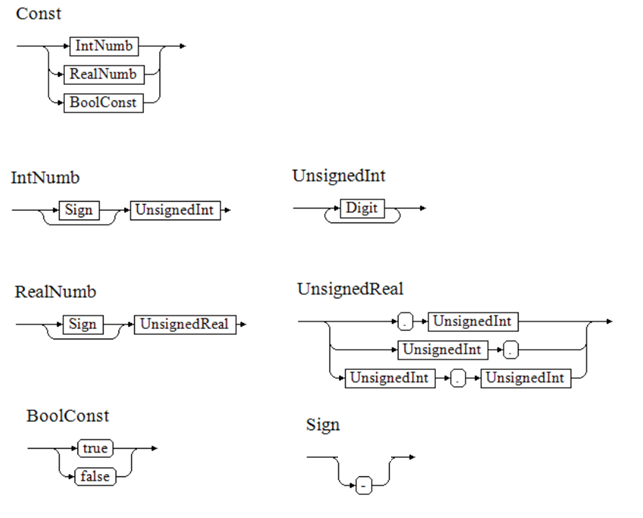 Const
IntNumb
RealNumb
BoolConst
IntNumb
Sign UnsignedInt
UnsignedInt
Digit
RealNumb
Sign UnsignedReal
UnsignedReal
. UnsignedInt
UnsignedInt .
UnsignedInt . UnsignedInt
BoolConst
true
false
Sign
-